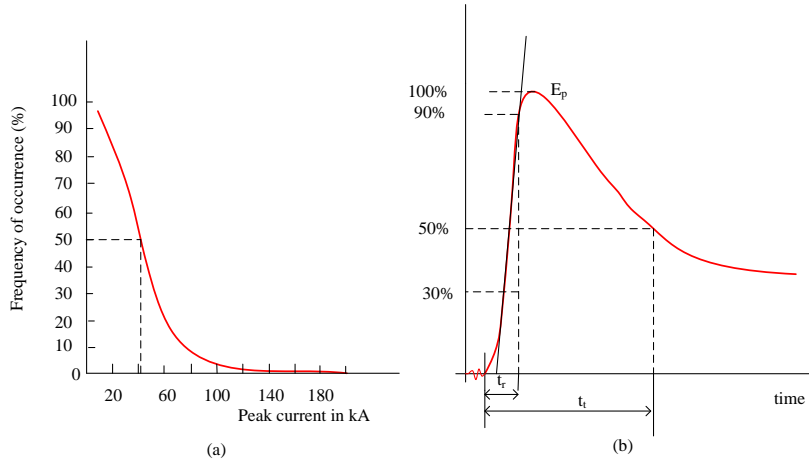 Frequency of occurrence (%)
100
90
80
70
60
50
40
30
20
10
0
20
60
100
140
180
Peak current in kA
(a)
100%
90%
50%
30%
E_p
t_r
t_t
time
(b)